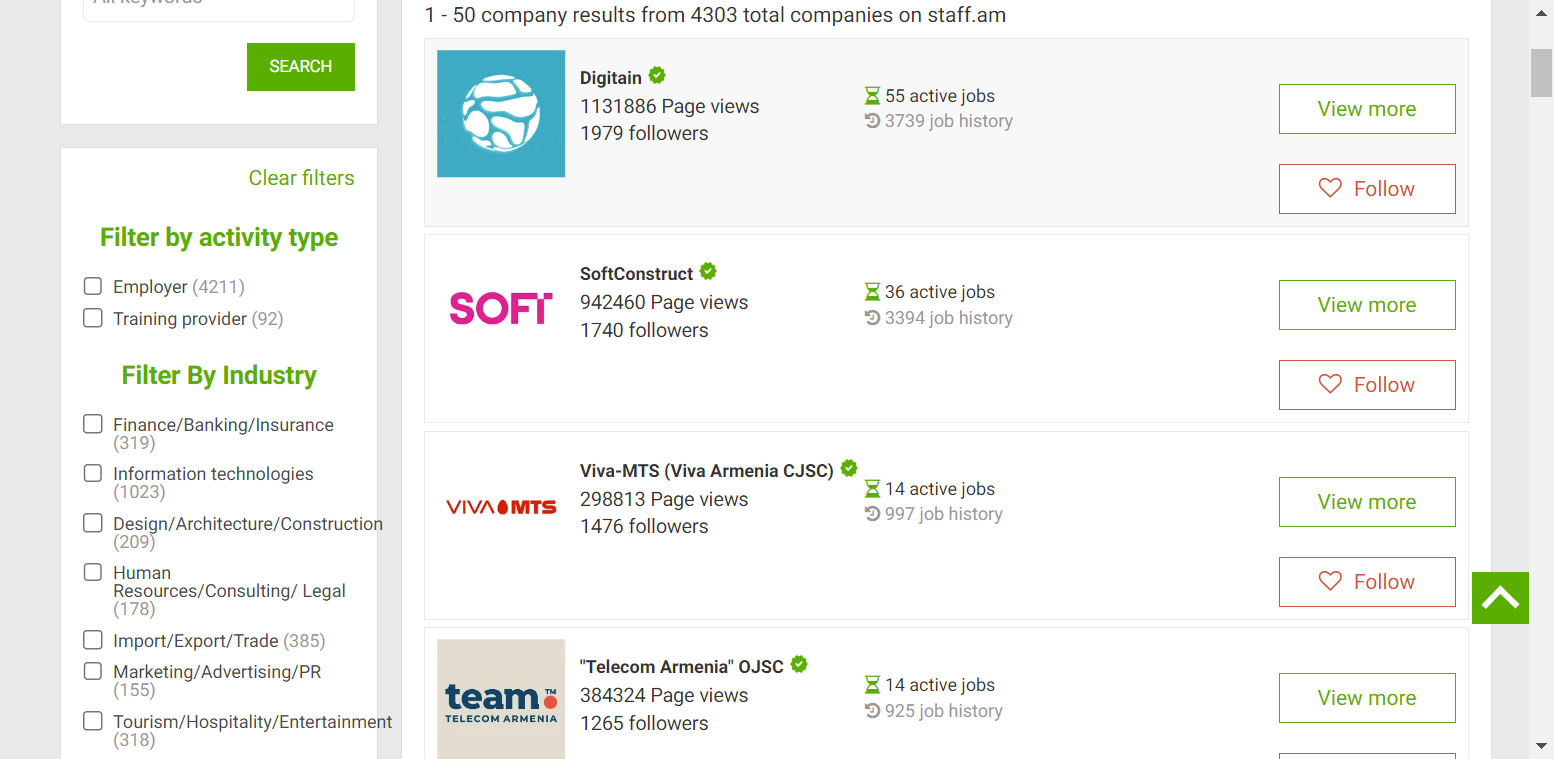 All keywords
SEARCH
Clear filters
Filter by activity type
Employer (4211)
Training provider (92)
Filter By Industry
Finance/Banking/Insurance
(319)
Information technologies
(1023)
Design/Architecture/Construction
(209)
Human
Resources/Consulting/ Legal
(178)
Import/Export/Trade (385)
Marketing/Advertising/PR
(155)
Tourism/Hospitality/Entertainment
(318)
1 - 50 company results from 4303 total companies on staff.am
Digitain
1131886 Page views
1979 followers
55 active jobs
3739 job history
View more
Follow
SOFT
SoftConstruct
942460 Page views
1740 followers
36 active jobs
3394 job history
View more
Follow
VIVA MTS
Viva-MTS (Viva Armenia CJSC)
298813 Page views
1476 followers
14 active jobs
997 job history
View more
Follow
team TM
TELECOM ARMENIA
"Telecom Armenia" OJSC
384324 Page views
1265 followers
14 active jobs
925 job history
View more